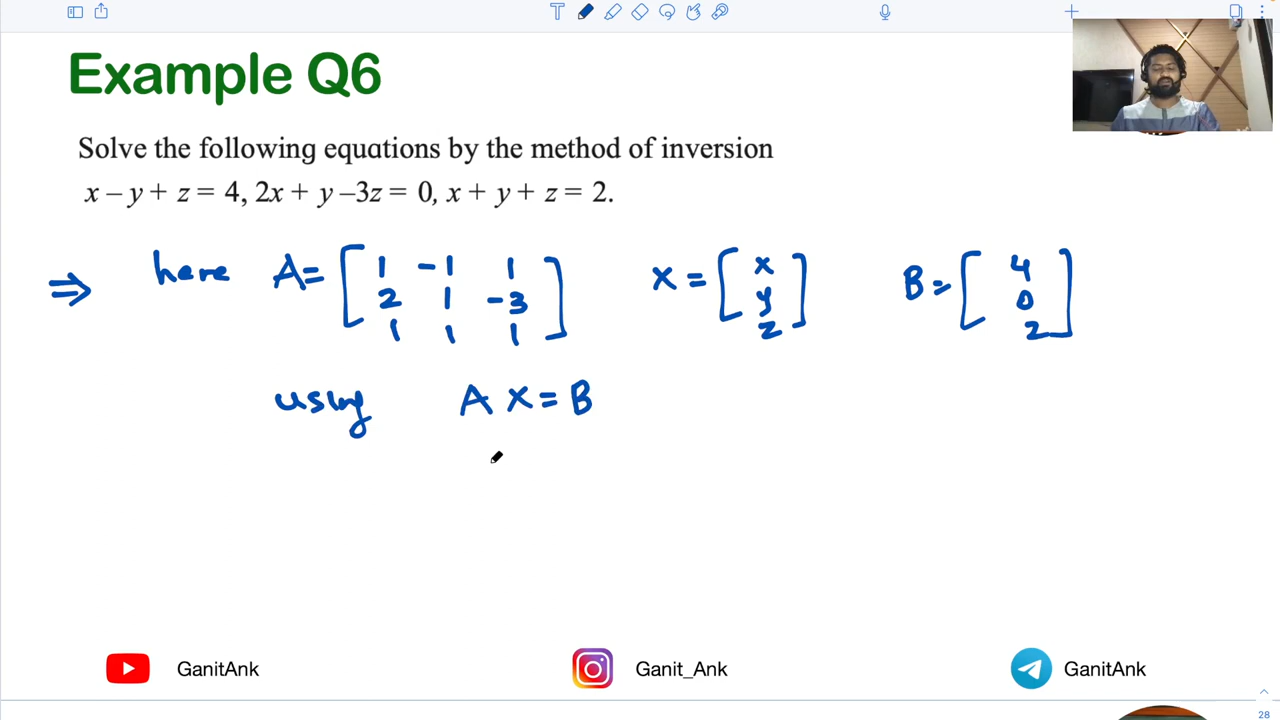 Example Q6
Solve the following equations by the method of inversion
x – y + z = 4, 2x + y –3z = 0, x + y + z = 2.
⇒ here A= [ 1 -1 1 x = [ x B= [ 4
2 1 -3 y 0
1 1 1 ] z ] 2 ]
using A x = B
GanitAnk Ganit_Ank GanitAnk
28